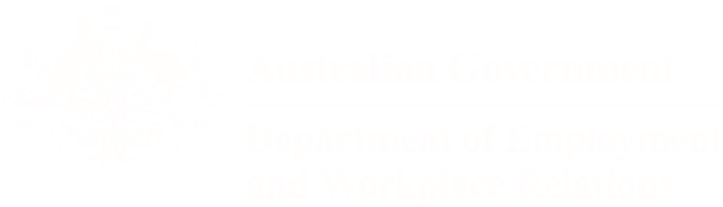 Australian Government
Department of Employment
and Workplace Relations